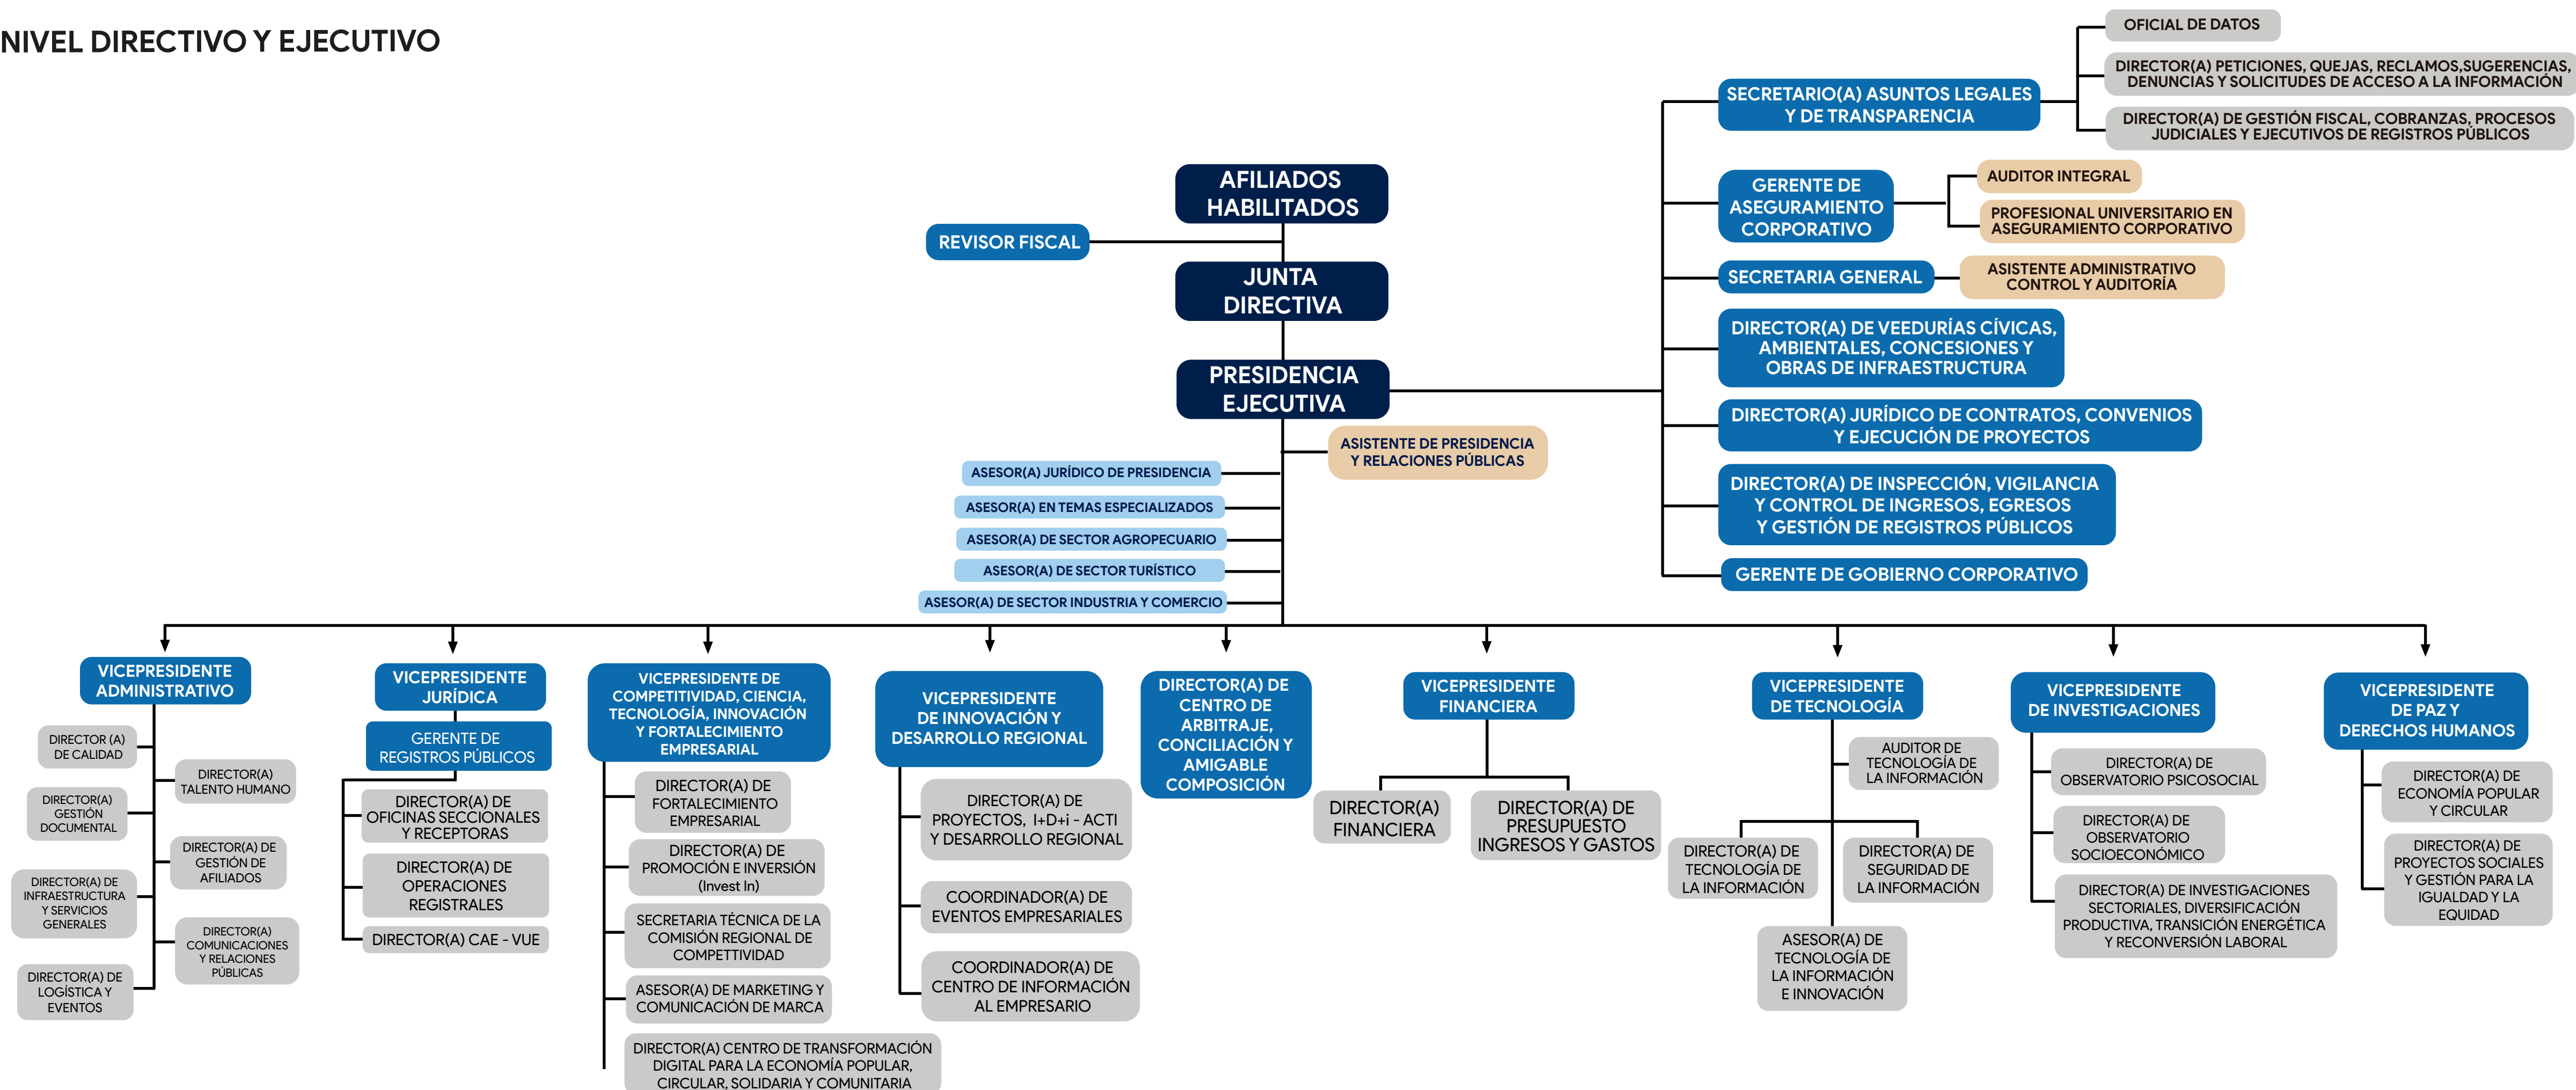 NIVEL DIRECTIVO Y EJECUTIVO
OFICIAL DE DATOS
DIRECTOR(A) PETICIONES, QUEJAS, RECLAMOS,SUGERENCIAS,
DENUNCIAS Y SOLICITUDES DE ACCESO A LA INFORMACIÓN
SECRETARIO(A) ASUNTOS LEGALES
Y DE TRANSPARENCIA
DIRECTOR(A) DE GESTIÓN FISCAL, COBRANZAS, PROCESOS
JUDICIALES Y EJECUTIVOS DE REGISTROS PÚBLICOS
AFILIADOS
HABILITADOS
GERENTE DE
ASEGURAMIENTO
CORPORATIVO
AUDITOR INTEGRAL
PROFESIONAL UNIVERSITARIO EN
ASEGURAMIENTO CORPORATIVO
REVISOR FISCAL
JUNTA
DIRECTIVA
SECRETARIA GENERAL
ASISTENTE ADMINISTRATIVO
CONTROL Y AUDITORÍA
DIRECTOR(A) DE VEEDURÍAS CÍVICAS,
AMBIENTALES, CONCESIONES Y
OBRAS DE INFRAESTRUCTURA
PRESIDENCIA
EJECUTIVA
DIRECTOR(A) JURÍDICO DE CONTRATOS, CONVENIOS
Y EJECUCIÓN DE PROYECTOS
ASISTENTE DE PRESIDENCIA
Y RELACIONES PÚBLICAS
ASESOR(A) JURÍDICO DE PRESIDENCIA
ASESOR(A) EN TEMAS ESPECIALIZADOS
ASESOR(A) DE SECTOR AGROPECUARIO
ASESOR(A) DE SECTOR TURÍSTICO
ASESOR(A) DE SECTOR INDUSTRIA Y COMERCIO
DIRECTOR(A) DE INSPECCIÓN, VIGILANCIA
Y CONTROL DE INGRESOS, EGRESOS
Y GESTIÓN DE REGISTROS PÚBLICOS
GERENTE DE GOBIERNO CORPORATIVO
VICEPRESIDENTE
ADMINISTRATIVO
DIRECTOR (A)
DE CALIDAD
DIRECTOR(A)
TALENTO HUMANO
DIRECTOR(A)
GESTIÓN
DOCUMENTAL
DIRECTOR(A) DE
GESTIÓN DE
AFILIADOS
DIRECTOR(A) DE
INFRAESTRUCTURA
Y SERVICIOS
GENERALES
DIRECTOR(A)
COMUNICACIONES
Y RELACIONES
PÚBLICAS
DIRECTOR(A) DE
LOGÍSTICA Y
EVENTOS
VICEPRESIDENTE
JURÍDICA
GERENTE DE
REGISTROS PÚBLICOS
DIRECTOR(A) DE
OFICINAS SECCIONALES
Y RECEPTORAS
DIRECTOR(A) DE
OPERACIONES
REGISTRALES
DIRECTOR(A) CAE - VUE
VICEPRESIDENTE DE
COMPETITIVIDAD, CIENCIA,
TECNOLOGÍA, INNOVACIÓN
Y FORTALECIMIENTO
EMPRESARIAL
DIRECTOR(A) DE
FORTALECIMIENTO
EMPRESARIAL
DIRECTOR(A) DE
PROMOCIÓN E INVERSIÓN
(Invest In)
SECRETARIA TÉCNICA DE LA
COMISIÓN REGIONAL DE
COMPETTIVIDAD
ASESOR(A) DE MARKETING Y
COMUNICACIÓN DE MARCA
DIRECTOR(A) CENTRO DE TRANSFORMACIÓN
DIGITAL PARA LA ECONOMÍA POPULAR,
CIRCULAR, SOLIDARIA Y COMUNITARIA
VICEPRESIDENTE
DE INNOVACIÓN Y
DESARROLLO REGIONAL
DIRECTOR(A) DE
PROYECTOS, I+D+i - ACTI
Y DESARROLLO REGIONAL
COORDINADOR(A) DE
EVENTOS EMPRESARIALES
COORDINADOR(A) DE
CENTRO DE INFORMACIÓN
AL EMPRESARIO
DIRECTOR(A) DE
CENTRO DE
ARBITRAJE,
CONCILIACIÓN Y
AMIGABLE
COMPOSICIÓN
VICEPRESIDENTE
FINANCIERA
DIRECTOR(A)
FINANCIERA
DIRECTOR(A) DE
PRESUPUESTO
INGRESOS Y GASTOS
VICEPRESIDENTE
DE TECNOLOGÍA
AUDITOR DE
TECNOLOGÍA DE
LA INFORMACIÓN
DIRECTOR(A) DE
TECNOLOGÍA DE
LA INFORMACIÓN
DIRECTOR(A) DE
SEGURIDAD DE
LA INFORMACIÓN
ASESOR(A) DE
TECNOLOGÍA DE
LA INFORMACIÓN
E INNOVACIÓN
VICEPRESIDENTE
DE INVESTIGACIONES
DIRECTOR(A) DE
OBSERVATORIO PSICOSOCIAL
DIRECTOR(A) DE
OBSERVATORIO
SOCIOECONÓMICO
DIRECTOR(A) DE INVESTIGACIONES
SECTORIALES, DIVERSIFICACIÓN
PRODUCTIVA, TRANSICIÓN ENERGÉTICA
Y RECONVERSIÓN LABORAL
VICEPRESIDENTE
DE PAZ Y
DERECHOS HUMANOS
DIRECTOR(A) DE
ECONOMÍA POPULAR
Y CIRCULAR
DIRECTOR(A) DE
PROYECTOS SOCIALES
Y GESTIÓN PARA LA
IGUALDAD Y LA
EQUIDAD